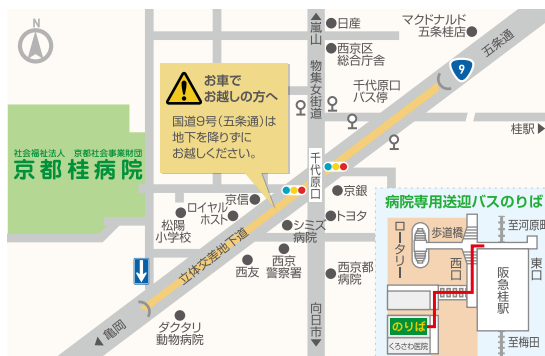 N
▲嵐山
日産
西京区
総合庁舎
物集女街道
マクドナルド
五条桂店
五条通
9
千代原口
バス停
桂駅▶
お車で
お越しの方へ
国道9号(五条通)は
地下を降りずに
お越しください。
社会福祉法人 京都社会事業財団
京都桂病院
千代原口
京信
ロイヤル
ホスト
松陽
小学校
京銀
トヨタ
シミズ
病院
西友
西京
警察署
西京都
病院
立体交差地下道
▲亀岡
ダクタリ
動物病院
向日市▼
病院専用送迎バスのりば
ロータリー
歩道橋
至河原町
西口
東口
阪急桂駅
のりば
くろさわ医院
至梅田